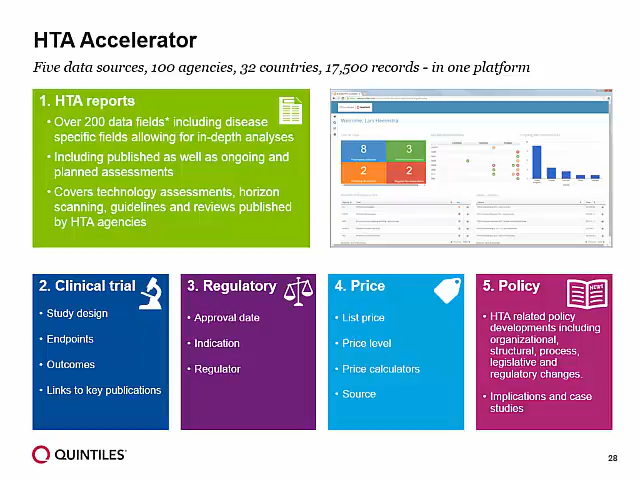 HTA Accelerator
Five data sources, 100 agencies, 32 countries, 17,500 records - in one platform
1. HTA reports
• Over 200 data fields* including disease
specific fields allowing for in-depth analyses
• Including published as well as ongoing and
planned assessments
• Covers technology assessments, horizon
scanning, guidelines and reviews published
by HTA agencies
Welcome, Lars Heemstra
8
3
2
2
2. Clinical trial
• Study design
• Endpoints
• Outcomes
• Links to key publications
3. Regulatory
• Approval date
• Indication
• Regulator
4. Price
• List price
• Price level
• Price calculators
• Source
5. Policy
NEWS
• HTA related policy
developments including
organizational,
structural, process,
legislative and
regulatory changes.
• Implications and case
studies
QUINTILES
28